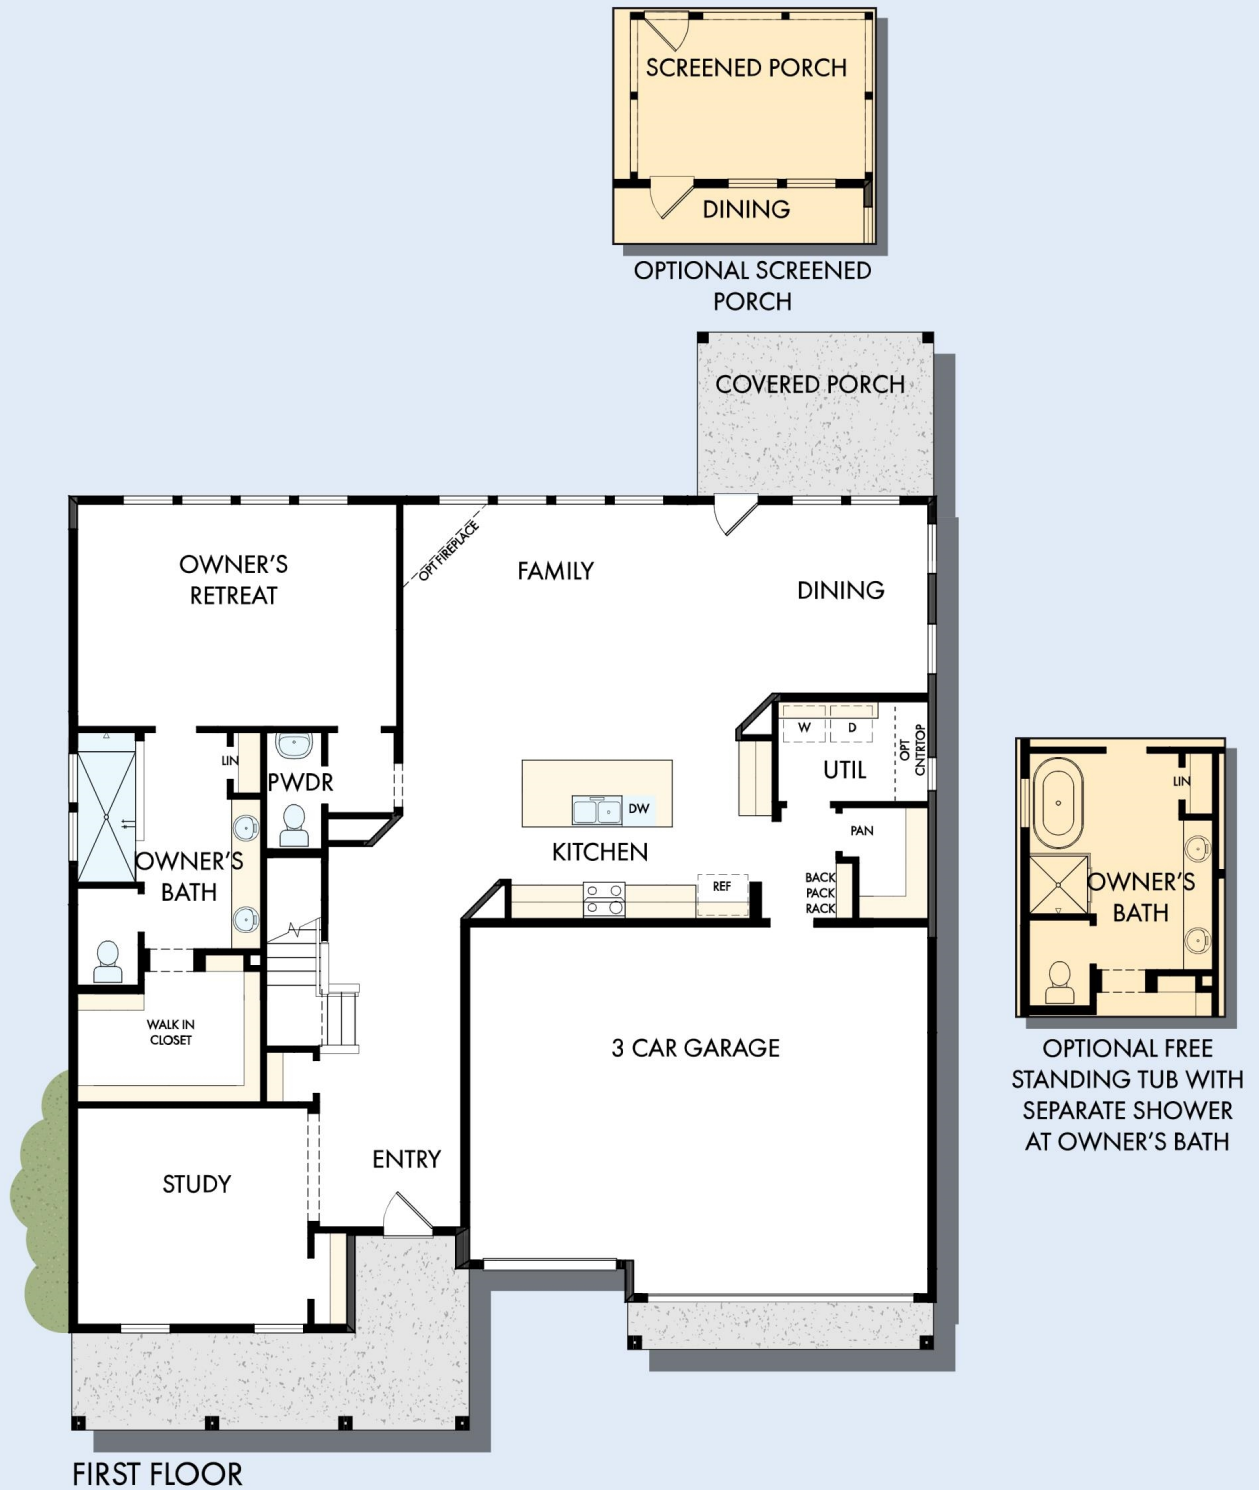 SCREENED PORCH
DINING
OPTIONAL SCREENED
PORCH
COVERED PORCH
OWNER'S
RETREAT
OPT FIREPLACE
FAMILY
DINING
W
D
OPT
CNTRTOP
UTIL
LIN
PWDR
DW
KITCHEN
PAN
OWNER'S
BATH
REF
BACK
PACK
RACK
WALK IN
CLOSET
3 CAR GARAGE
ENTRY
STUDY
LIN
OWNER'S
BATH
OPTIONAL FREE
STANDING TUB WITH
SEPARATE SHOWER
AT OWNER'S BATH
FIRST FLOOR